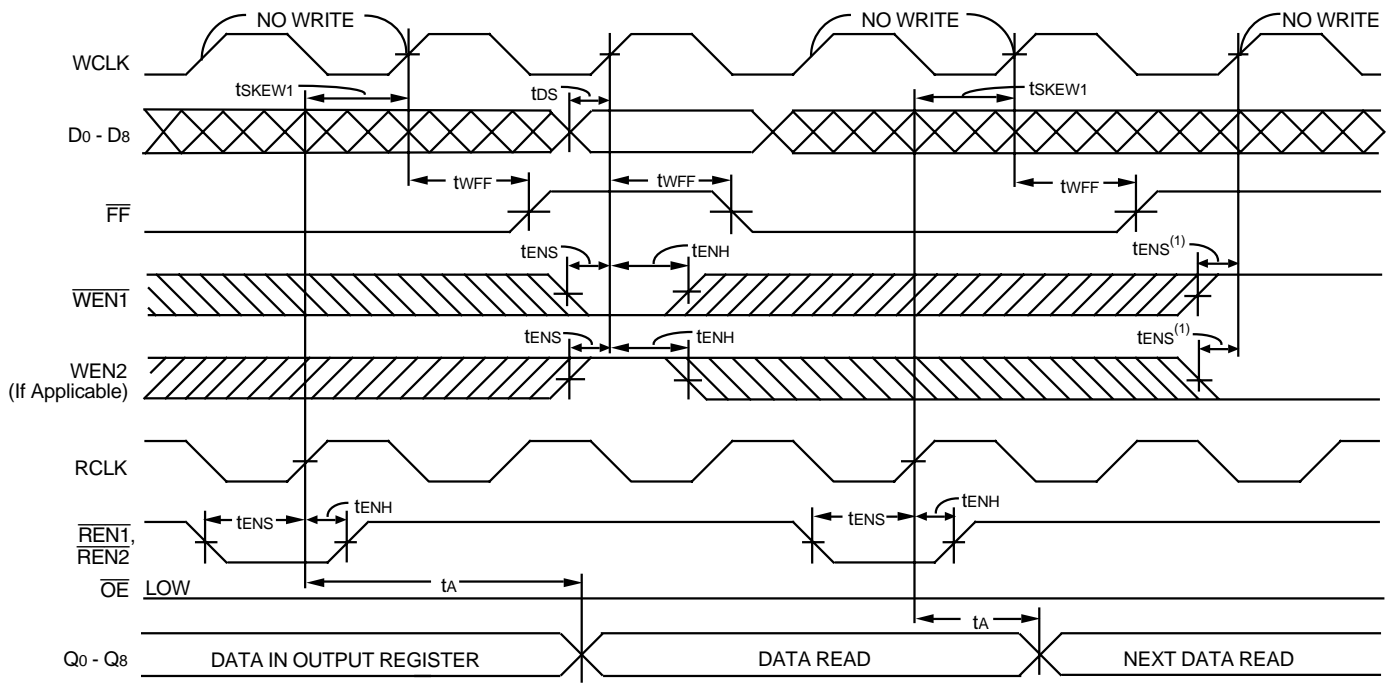 NO WRITE NO WRITE NO WRITE
WCLK
tSKEW1 tDS tSKEW1
D0 - D8
tWFF tWFF tWFF
FF
tENS tENH tENS(1)
WEN1
tENS tENH tENS(1)
WEN2
(If Applicable)
RCLK
tENS tENH tENS tENH
REN1,
REN2
tA
OE LOW
tA
Q0 - Q8 DATA IN OUTPUT REGISTER DATA READ NEXT DATA READ